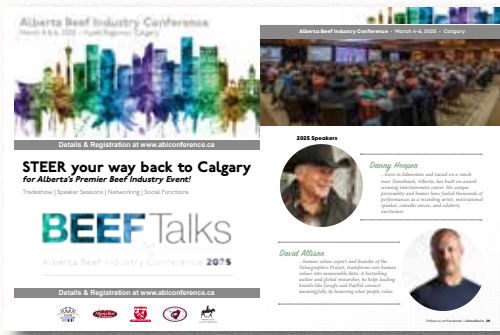 Alberta Beef Industry Conference
March 4-6, 2025 - Hyatt Regency Calgary
Details & Registration at www.abiconference.ca
STEER your way back to Calgary
for Alberta's Premier Beef Industry Event!
Tradeshow | Speaker Sessions | Networking | Social Functions
BEEF Talks
Alberta Beef Industry Conference 2025
Details & Registration at www.abiconference.ca
Alberta Beef Industry Conference - March 4-6, 2025 - Calgary
2025 Speakers
Danny Hooper
...born in Edmonton and raised on a ranch
near Tomahawk, Alberta, has built an award-
winning entertainment career. His unique
personality and humor have fueled thousands of
performances as a recording artist, motivational
speaker, comedic emcee, and celebrity
auctioneer.
David Allison
...human values expert and founder of the
Valuegraphics Project, transforms core human
values into measurable data. A bestselling
author and global researcher, he helps leading
brands like Google and PayPal connect
meaningfully by knowing what people value.